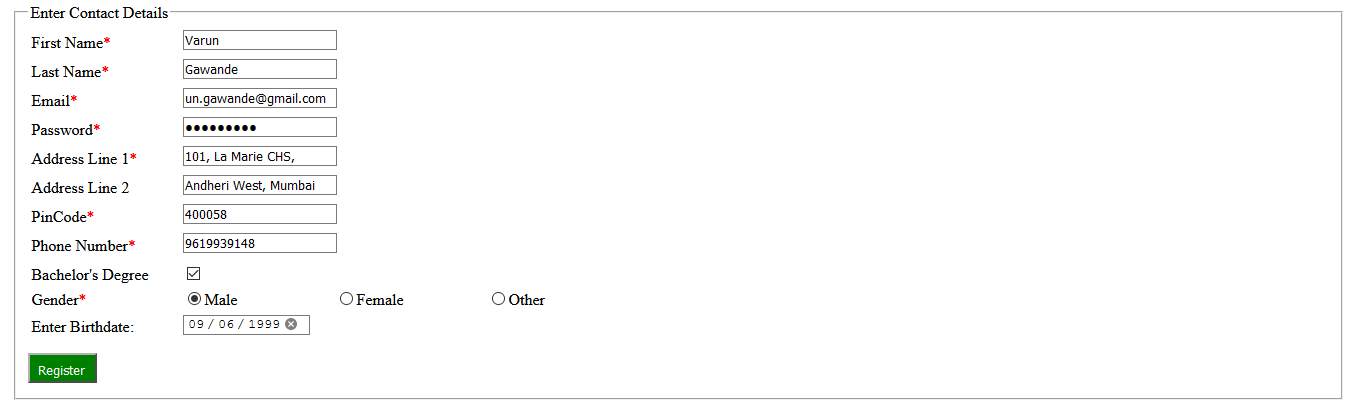 Enter Contact Details
First Name* Varun
Last Name* Gawande
Email* un.gawande@gmail.com
Password* •••••••••
Address Line 1* 101, La Marie CHS,
Address Line 2 Andheri West, Mumbai
PinCode* 400058
Phone Number* 9619939148
Bachelor's Degree
Gender* Male Female Other
Enter Birthdate: 09 / 06 / 1999
Register